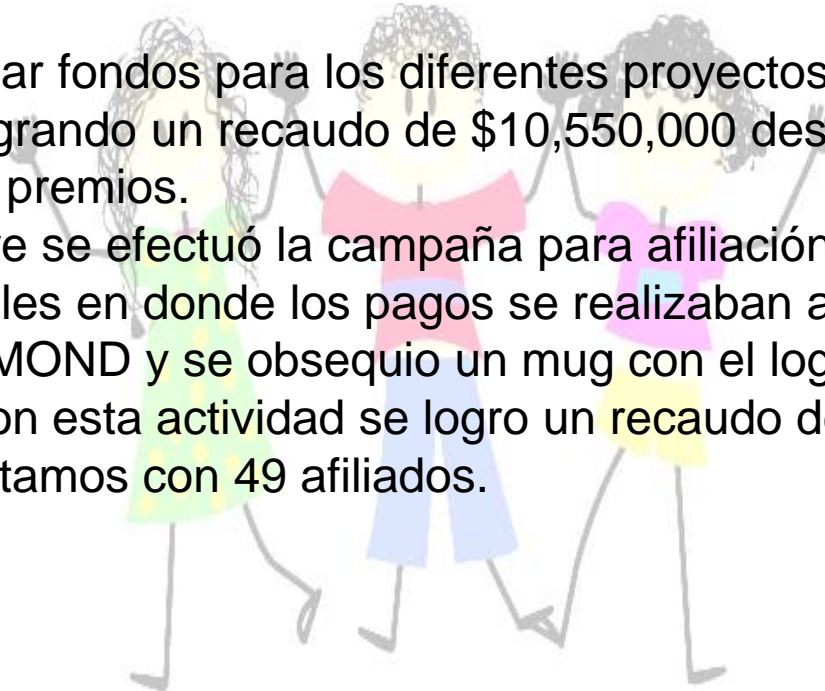 ar fondos para los diferentes proyectos
grando un recaudo de $10,550,000 des
premios.
e se efectuó la campaña para afiliación
les en donde los pagos se realizaban a
MOND y se obsequio un mug con el log
on esta actividad se logro un recaudo d
tamos con 49 afiliados.